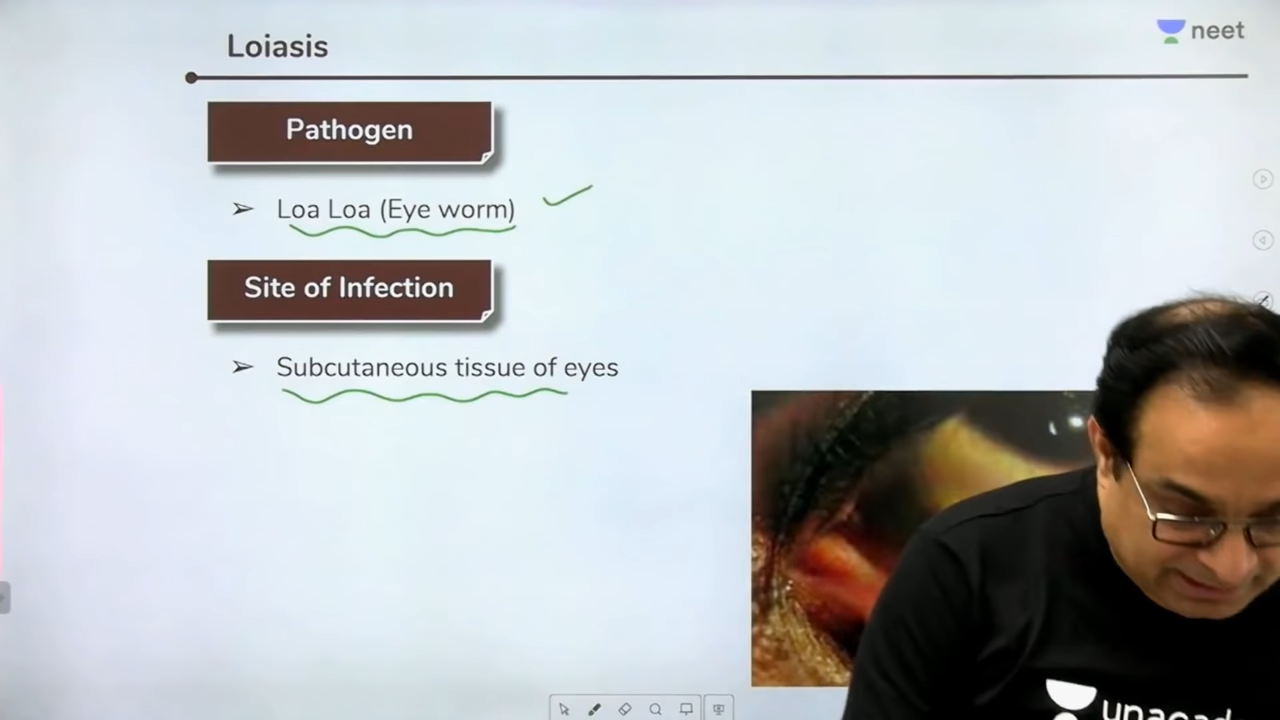 Loiasis
neet
Pathogen
➢ Loa Loa (Eye worm)
Site of Infection
➢ Subcutaneous tissue of eyes